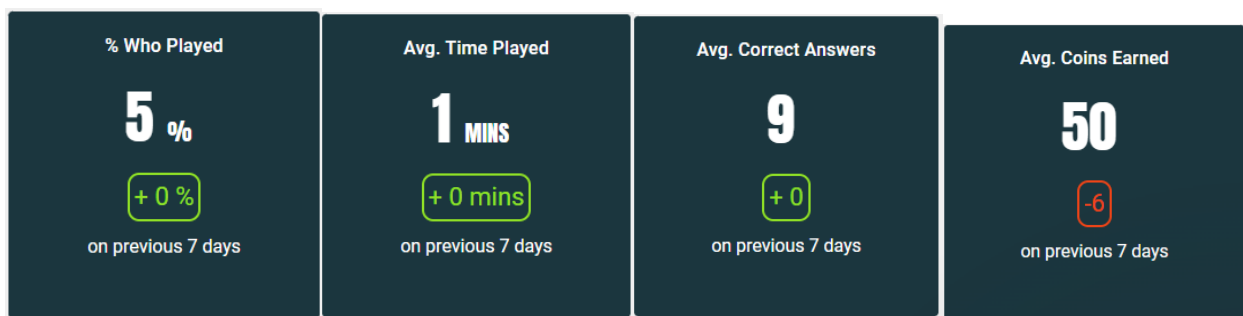 % Who Played
5 %
+ 0 %
on previous 7 days
Avg. Time Played
1 MINS
+ 0 mins
on previous 7 days
Avg. Correct Answers
9
+ 0
on previous 7 days
Avg. Coins Earned
50
-6
on previous 7 days